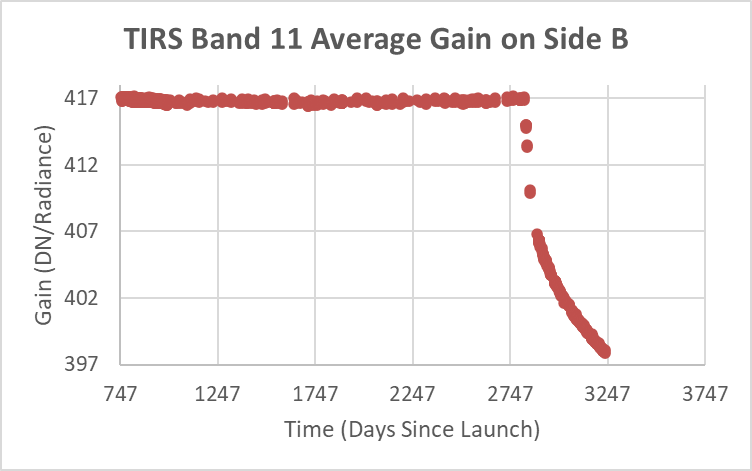 TIRS Band 11 Average Gain on Side B
417
412
407
402
397
Gain (DN/Radiance)
747 1247 1747 2247 2747 3247 3747
Time (Days Since Launch)